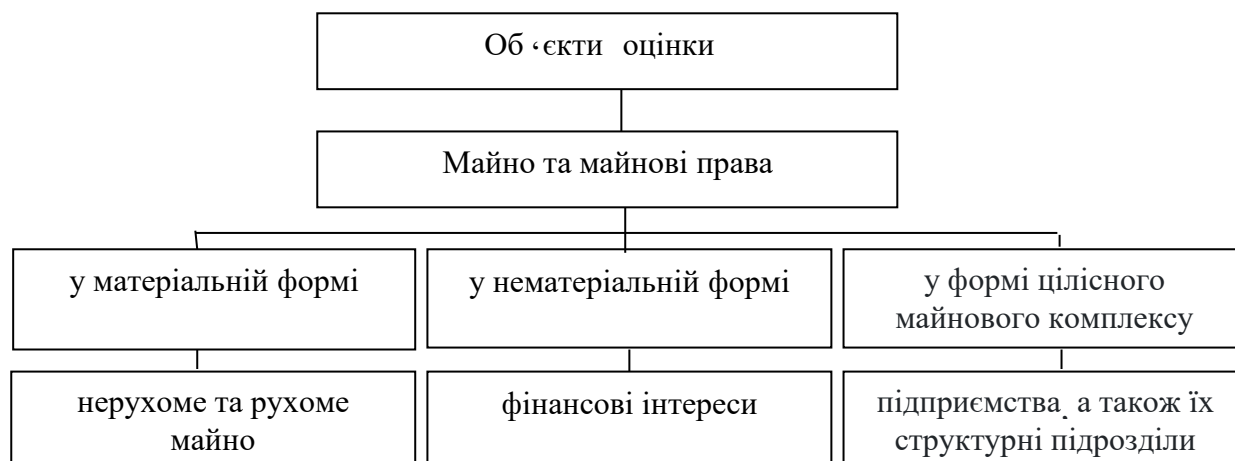 Об‘єкти оцінки
Майно та майнові права
у матеріальній формі
у нематеріальній формі
у формі цілісного
майнового комплексу
нерухоме та рухоме
майно
фінансові інтереси
підприємства, а також їх
структурні підрозділи